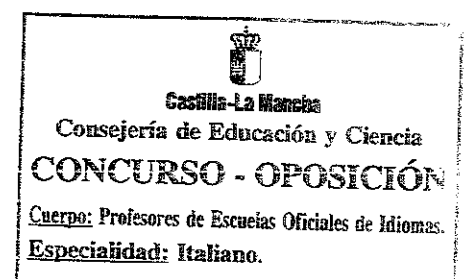 Castilla-La Mancha
Consejería de Educación y Ciencia
CONCURSO - OPOSICIÓN
Cuerpo: Profesores de Escuelas Oficiales de Idiomas.
Especialidad: Italiano.